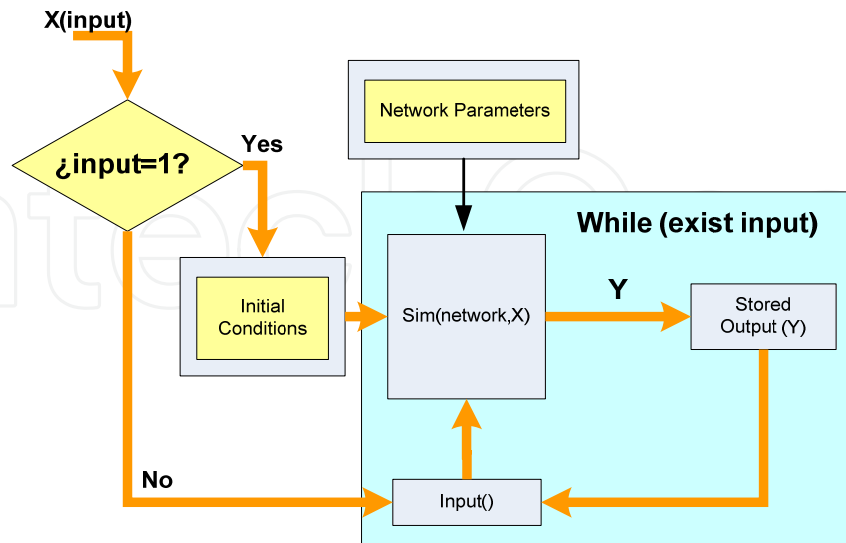 X(input)
¿input=1?
Yes
No
Network Parameters
Initial
Conditions
While (exist input)
Sim(network,X)
Y
Stored
Output (Y)
Input()